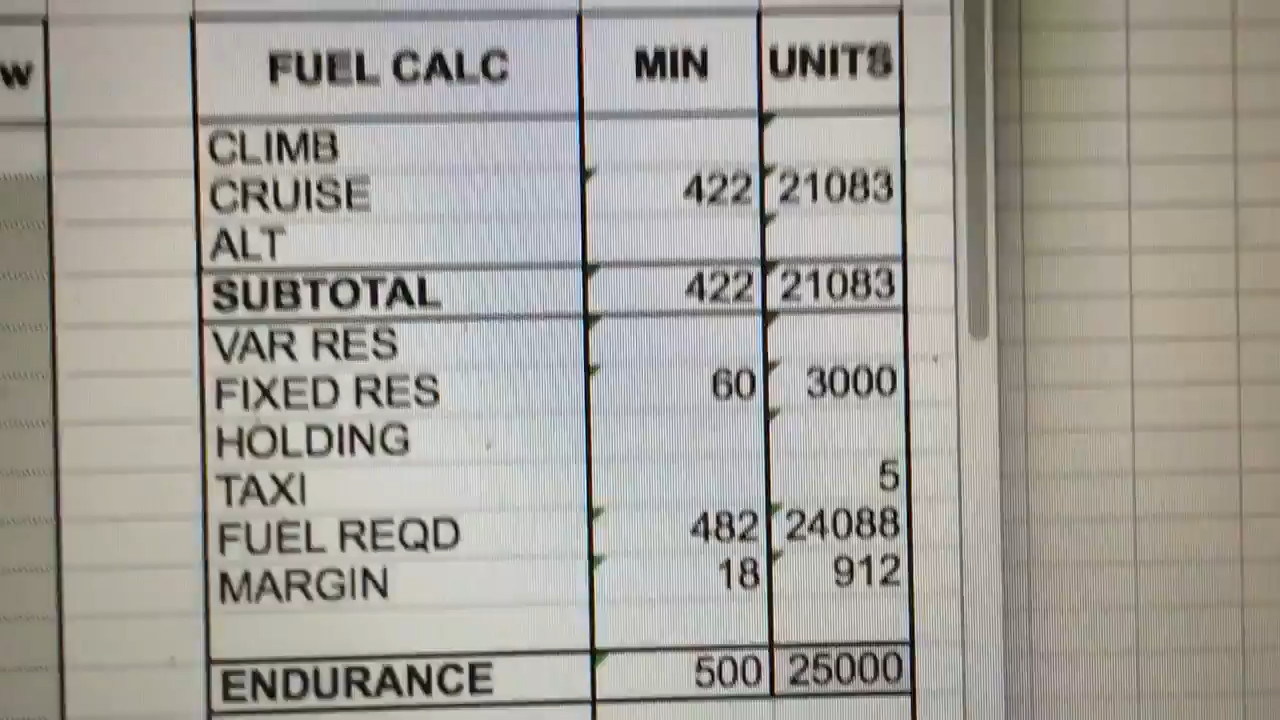 W
FUEL CALC MIN UNITS
CLIMB
CRUISE 422 21083
ALT
SUBTOTAL 422 21083
VAR RES
FIXED RES 60 3000
HOLDING
TAXI 5
FUEL REQD 482 24088
MARGIN 18 912
ENDURANCE 500 25000